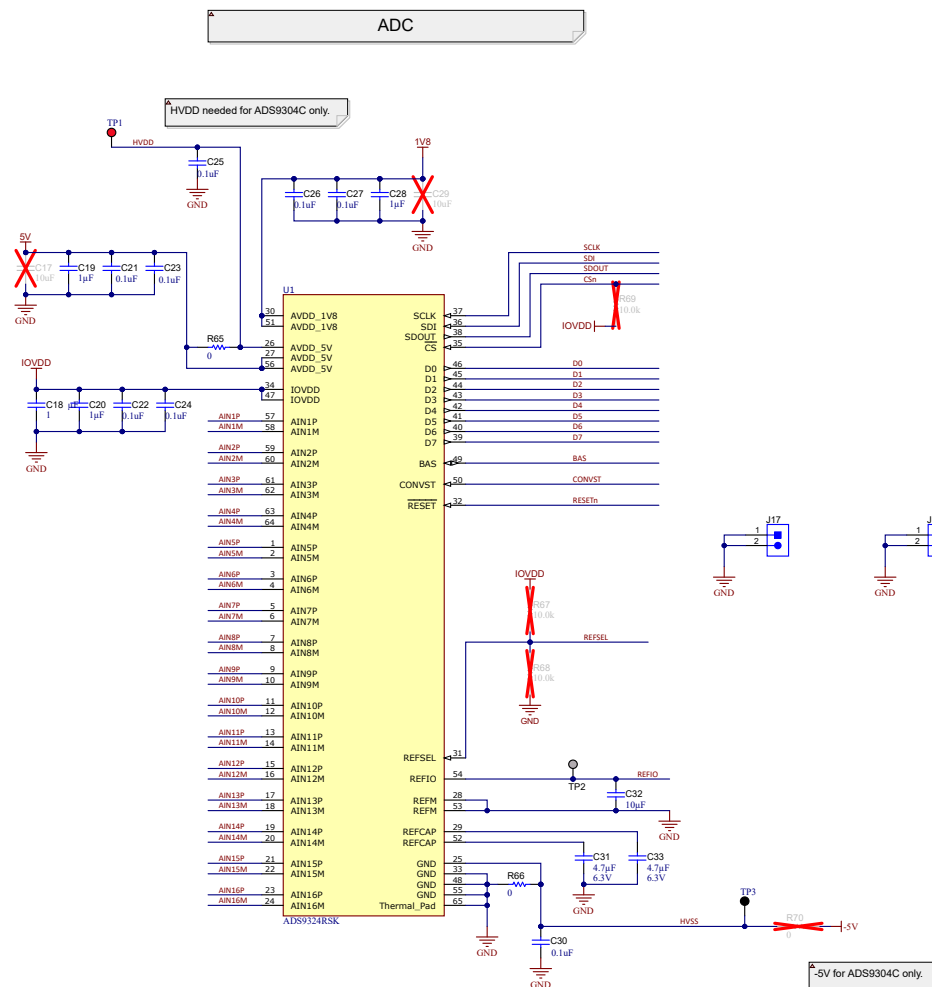 ADC
HVDD needed for ADS9304C only.
TP1
HVDD
C25
0.1uF
GND
1V8
C26
0.1uF
C27
0.1uF
C28
1µF
C29
10uF
GND
5V
C17
10uF
C19
1µF
C21
0.1uF
C23
0.1uF
GND
R65
0
IOVDD
C18
1 µF
C20
1µF
C22
0.1uF
C24
0.1uF
GND
U1
30 AVDD_1V8
51 AVDD_1V8
26 AVDD_5V
27 AVDD_5V
56 AVDD_5V
34 IOVDD
47 IOVDD
AIN1P 57 AIN1P
AIN1M 58 AIN1M
AIN2P 59 AIN2P
AIN2M 60 AIN2M
AIN3P 61 AIN3P
AIN3M 62 AIN3M
AIN4P 63 AIN4P
AIN4M 64 AIN4M
AIN5P 1 AIN5P
AIN5M 2 AIN5M
AIN6P 3 AIN6P
AIN6M 4 AIN6M
AIN7P 5 AIN7P
AIN7M 6 AIN7M
AIN8P 7 AIN8P
AIN8M 8 AIN8M
AIN9P 9 AIN9P
AIN9M 10 AIN9M
AIN10P 11 AIN10P
AIN10M 12 AIN10M
AIN11P 13 AIN11P
AIN11M 14 AIN11M
AIN12P 15 AIN12P
AIN12M 16 AIN12M
AIN13P 17 AIN13P
AIN13M 18 AIN13M
AIN14P 19 AIN14P
AIN14M 20 AIN14M
AIN15P 21 AIN15P
AIN15M 22 AIN15M
AIN16P 23 AIN16P
AIN16M 24 AIN16M
ADS9324RSK
SCLK 37 SCLK
SDI 36 SDI
SDOUT 38 SDOUT
CS 35 CSn
R69
10.0k
IOVDD
D0 46 D0
D1 45 D1
D2 44 D2
D3 43 D3
D4 42 D4
D5 41 D5
D6 40 D6
D7 39 D7
BAS 49 BAS
CONVST 50 CONVST
RESET 32 RESETn
IOVDD
R67
10.0k
REFSEL
R68
10.0k
GND
REFSEL 31
REFIO 54 REFIO
TP2
C32
10µF
GND
REFM 28
REFM 53
REFCAP 29
REFCAP 52
C31
4.7µF
6.3V
C33
4.7µF
6.3V
GND
GND 25
GND 33
GND 48
GND 55
Thermal_Pad 65
R66
0
GND
C30
0.1uF
GND
HVSS
TP3
R70
0
-5V
-5V for ADS9304C only.
J17
1
2
GND
J
1
2
GND